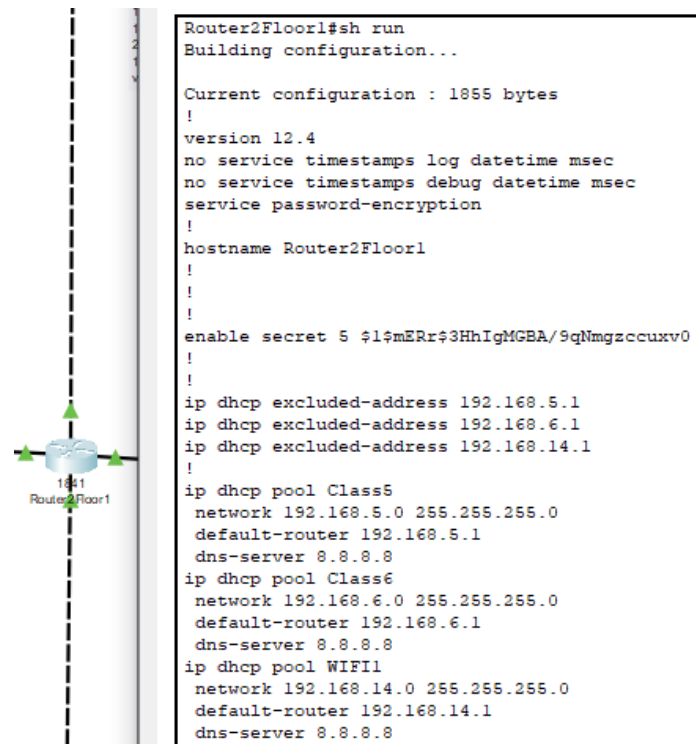 1841
Router2Floor1
Router2Floor1#sh run
Building configuration...
Current configuration : 1855 bytes
!
version 12.4
no service timestamps log datetime msec
no service timestamps debug datetime msec
service password-encryption
!
hostname Router2Floor1
!
!
!
enable secret 5 $1$mERr$3HhIgMGBA/9qNmgzccuxv0
!
!
ip dhcp excluded-address 192.168.5.1
ip dhcp excluded-address 192.168.6.1
ip dhcp excluded-address 192.168.14.1
!
ip dhcp pool Class5
network 192.168.5.0 255.255.255.0
default-router 192.168.5.1
dns-server 8.8.8.8
ip dhcp pool Class6
network 192.168.6.0 255.255.255.0
default-router 192.168.6.1
dns-server 8.8.8.8
ip dhcp pool WIFI1
network 192.168.14.0 255.255.255.0
default-router 192.168.14.1
dns-server 8.8.8.8